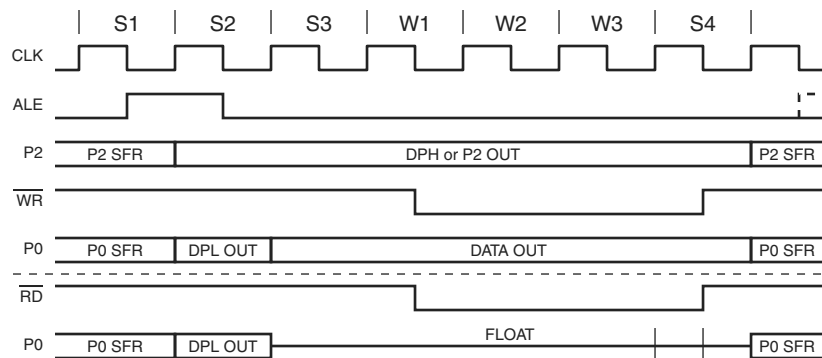 S1 S2 S3 W1 W2 W3 S4
CLK
ALE
P2 P2 SFR DPH or P2 OUT P2 SFR
WR
P0 P0 SFR DPL OUT DATA OUT P0 SFR
RD
P0 P0 SFR DPL OUT FLOAT P0 SFR